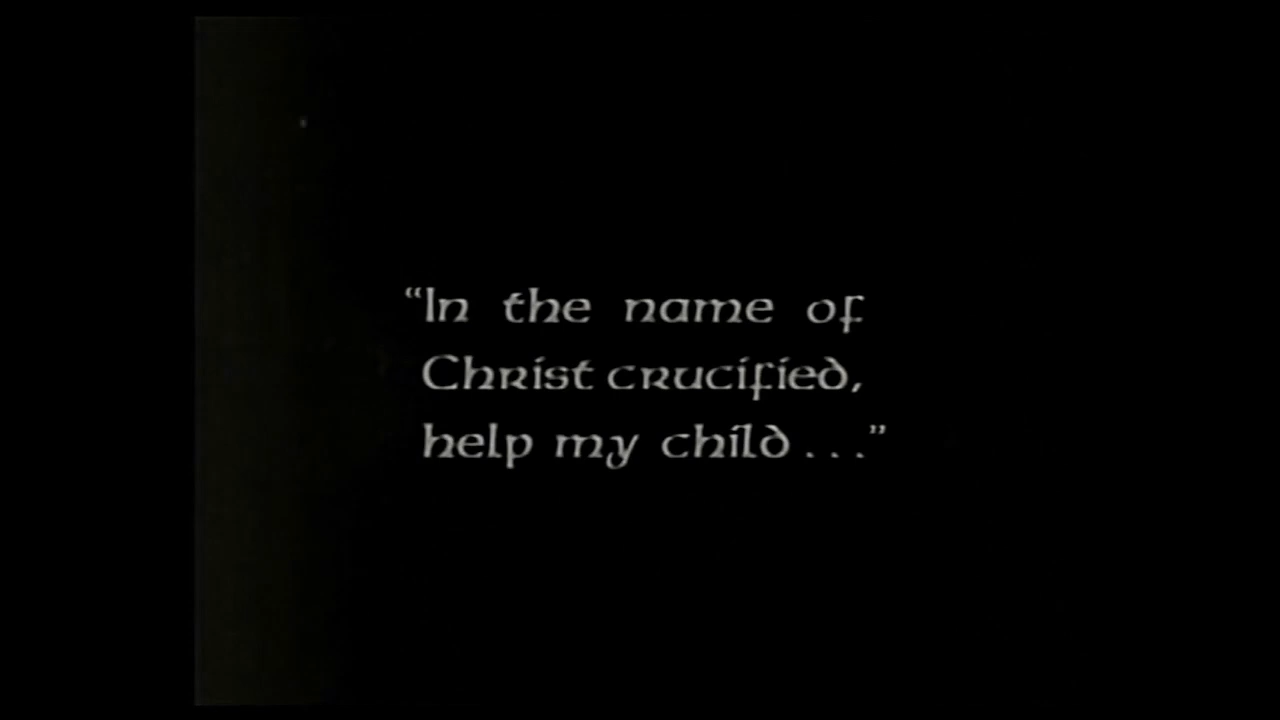 “In the name of
Christ crucified,
help my child . . .”